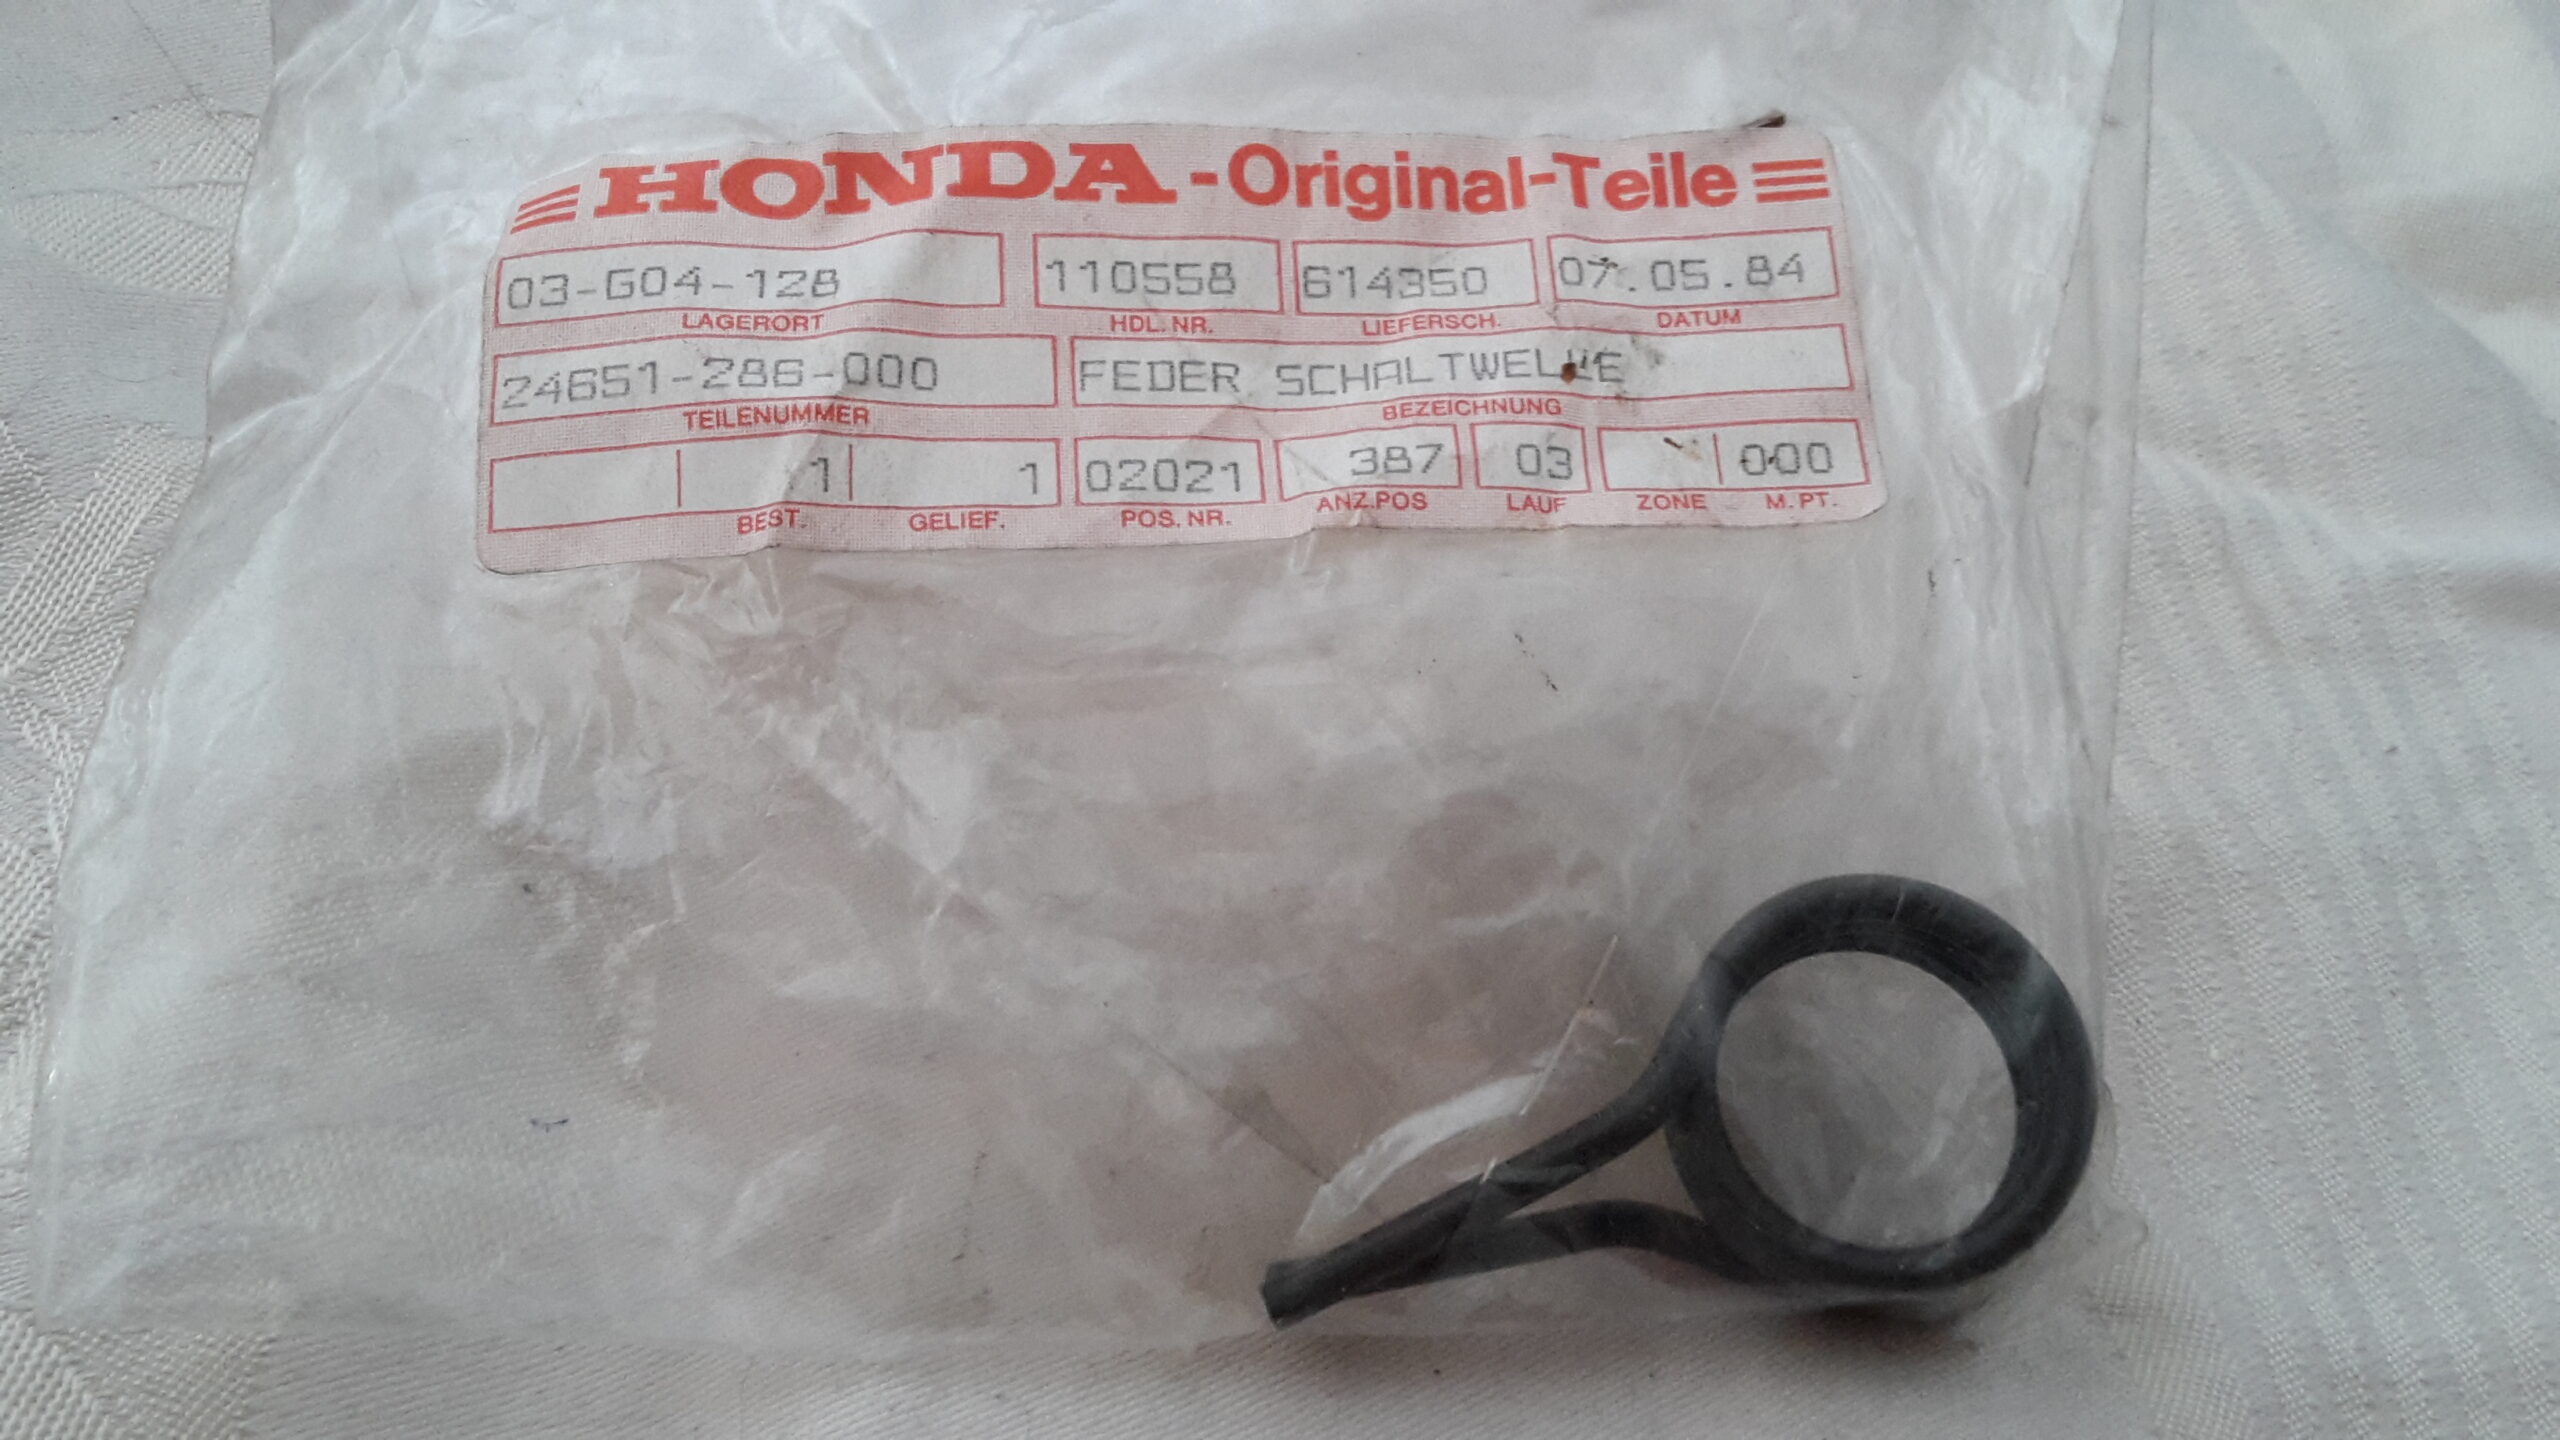 HONDA-Original-Teile
03-G04-128 110558 614350 07.05.84
LAGERORT HDL.NR. LIEFERSCH. DATUM
24651-286-000 FEDER SCHALTWELLE
TEILENUMMER BEZEICHNUNG
1 1 02021 387 03 000
BEST. GELIEF. POS.NR. ANZ.POS LAUF ZONE M.PT.